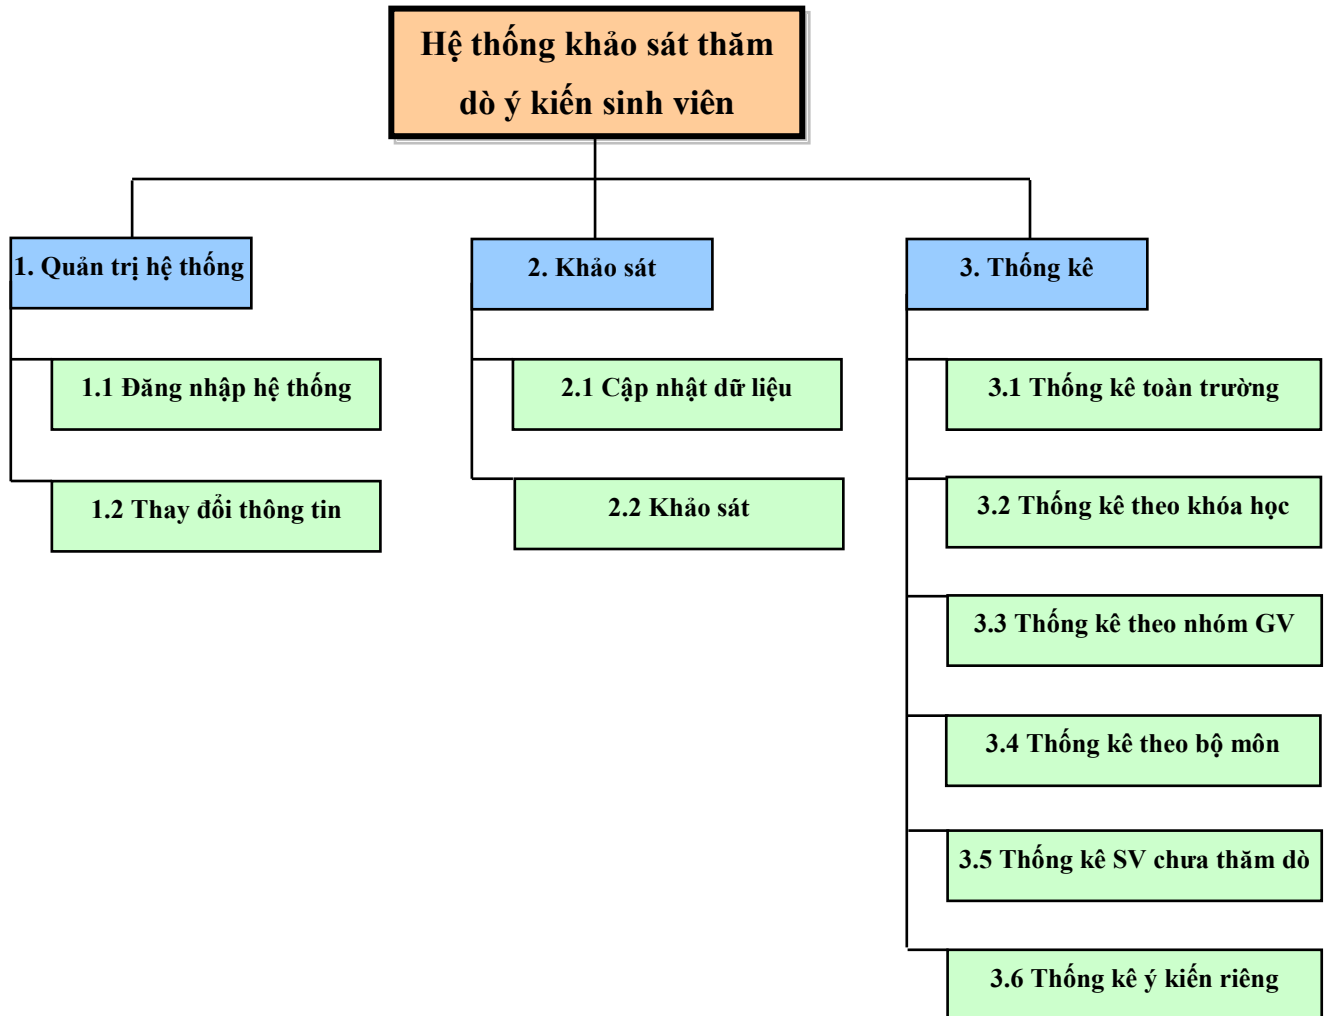 Hệ thống khảo sát thăm
dò ý kiến sinh viên
1. Quản trị hệ thống
2. Khảo sát
3. Thống kê
1.1 Đăng nhập hệ thống
2.1 Cập nhật dữ liệu
3.1 Thống kê toàn trường
1.2 Thay đổi thông tin
2.2 Khảo sát
3.2 Thống kê theo khóa học
3.3 Thống kê theo nhóm GV
3.4 Thống kê theo bộ môn
3.5 Thống kê SV chưa thăm dò
3.6 Thống kê ý kiến riêng